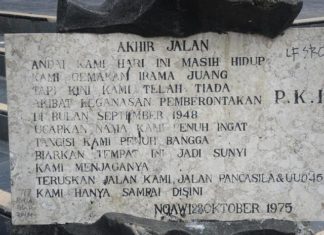 AKHIR JALAN
ANDAI KAMI HARI INI MASIH HIDUP
KAMI GEMAKAN IRAMA JUANG
TAPI KINI KAMI TELAH TIADA
AKIBAT KEGANASAN PEMBERONTAKAN P.K.I
DI BULAN SEPTEMBER 1948
UCAPKAN NAMA KAMI PENUH INGAT
TANGISI KAMI PENUH BANGGA
BIARKAN TEMPAT INI JADI SUNYI
KAMI MENJAGANYA
TERUSKAN JALAN KAMI, JALAN PANCASILA & UUD'45
KAMI HANYA SAMPAI DISINI
NGAWI, 28 OKTOBER 1975